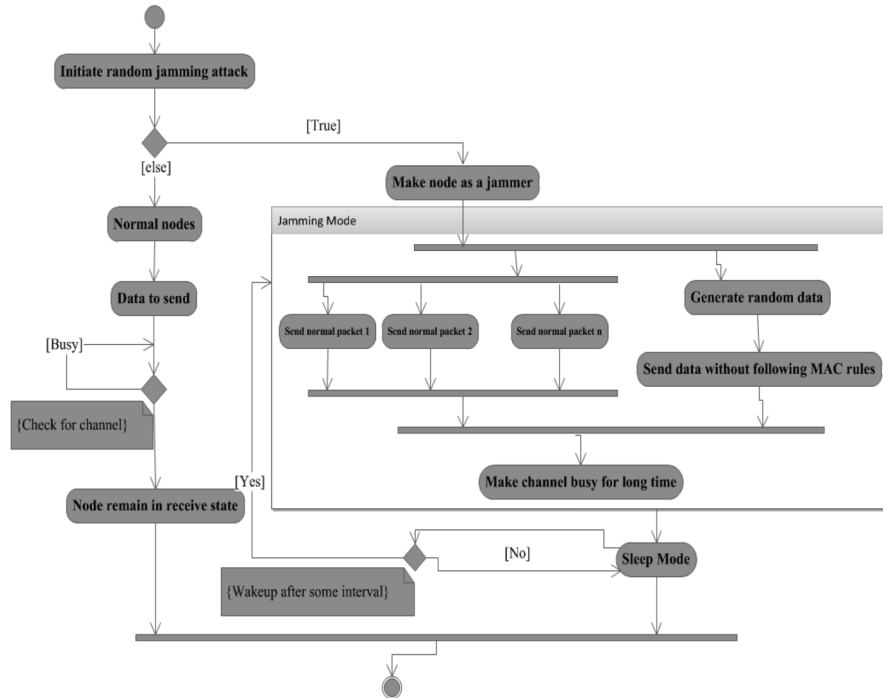 Initiate random jamming attack
[True]
[else]
Make node as a jammer
Normal nodes
Jamming Mode
Data to send
Generate random data
Send normal packet 1
Send normal packet 2
Send normal packet n
[Busy]
Send data without following MAC rules
{Check for channel}
[Yes]
Make channel busy for long time
Node remain in receive state
[No]
Sleep Mode
{Wakeup after some interval}